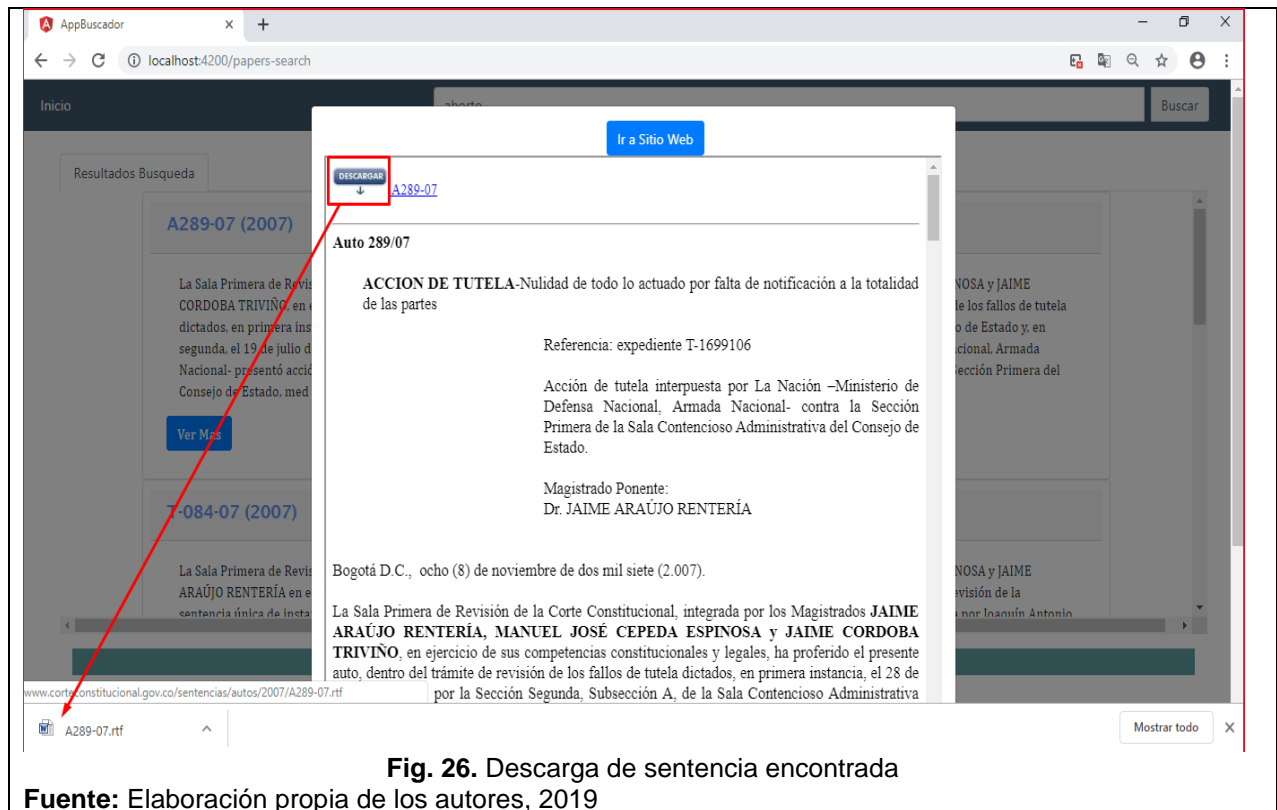 AppBuscador
localhost:4200/papers-search
Inicio
aborto
Buscar
Ir a Sitio Web
Resultados Busqueda
DESCARGAR
A289-07
A289-07 (2007)
La Sala Primera de Revis
CORDOBA TRIVIÑO, en e
dictados, en primera ins
segunda, el 19 de julio d
Nacional- presentó acció
Consejo de Estado, med
Ver Mas
T-084-07 (2007)
La Sala Primera de Revis
ARAÚJO RENTERÍA en e
sentencia única de insta
Auto 289/07
ACCION DE TUTELA-Nulidad de todo lo actuado por falta de notificación a la totalidad
de las partes
Referencia: expediente T-1699106
Acción de tutela interpuesta por La Nación –Ministerio de
Defensa Nacional, Armada Nacional- contra la Sección
Primera de la Sala Contencioso Administrativa del Consejo de
Estado.
Magistrado Ponente:
Dr. JAIME ARAÚJO RENTERÍA
Bogotá D.C., ocho (8) de noviembre de dos mil siete (2.007).
La Sala Primera de Revisión de la Corte Constitucional, integrada por los Magistrados JAIME
ARAÚJO RENTERÍA, MANUEL JOSÉ CEPEDA ESPINOSA y JAIME CORDOBA
TRIVIÑO, en ejercicio de sus competencias constitucionales y legales, ha proferido el presente
auto, dentro del trámite de revisión de los fallos de tutela dictados, en primera instancia, el 28 de
por la Sección Segunda, Subsección A, de la Sala Contencioso Administrativa
NOSA y JAIME
de los fallos de tutela
o de Estado y, en
acional, Armada
Sección Primera del
NOSA y JAIME
evisión de la
por Joaquín Antonio
www.corteconstitucional.gov.co/sentencias/autos/2007/A289-07.rtf
A289-07.rtf
Mostrar todo
Fig. 26. Descarga de sentencia encontrada
Fuente: Elaboración propia de los autores, 2019